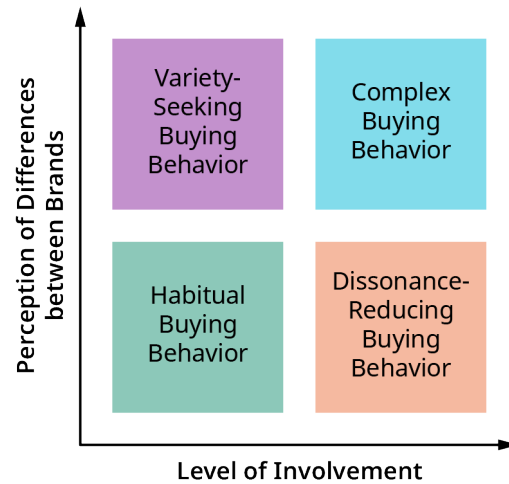 Perception of Differences
between Brands
Variety-
Seeking
Buying
Behavior
Complex
Buying
Behavior
Habitual
Buying
Behavior
Dissonance-
Reducing
Buying
Behavior
Level of Involvement